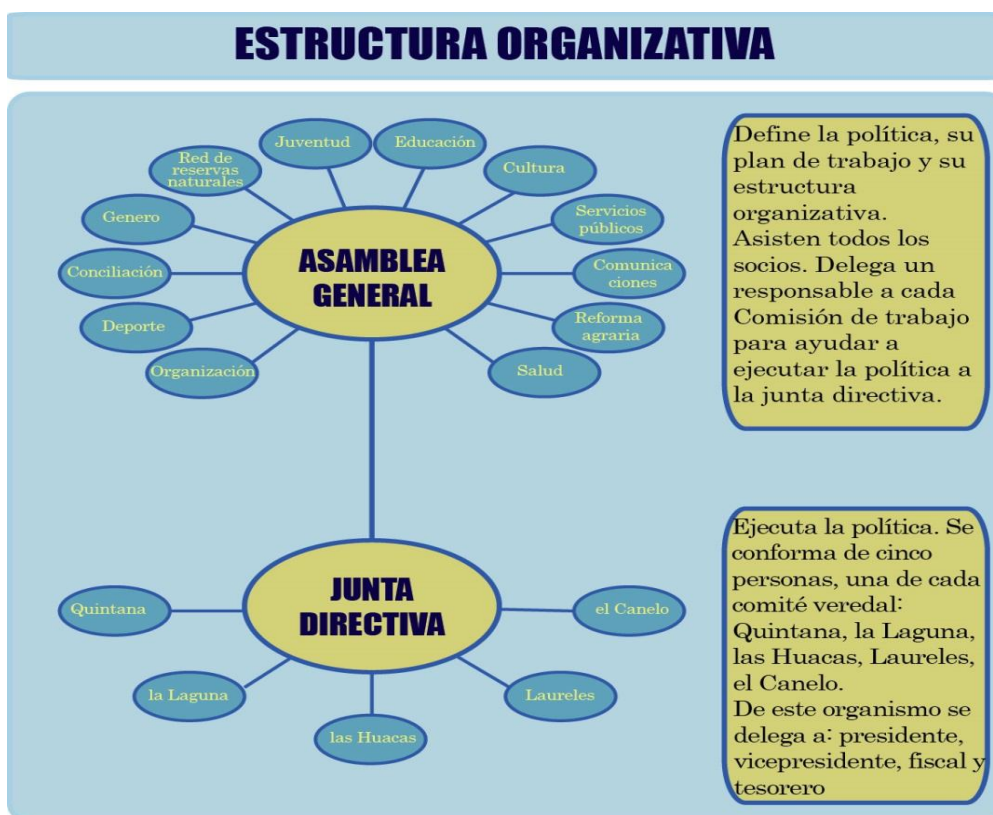 ESTRUCTURA ORGANIZATIVA
Juventud
Educación
Red de
reservas
naturales
Cultura
Genero
Servicios
públicos
ASAMBLEA
GENERAL
Conciliación
Comunica
ciones
Deporte
Reforma
agraria
Organización
Salud
Define la política, su
plan de trabajo y su
estructura
organizativa.
Asisten todos los
socios. Delega un
responsable a cada
Comisión de trabajo
para ayudar a
ejecutar la política a
la junta directiva.
JUNTA
DIRECTIVA
Quintana
el Canelo
la Laguna
Laureles
las Huacas
Ejecuta la política. Se
conforma de cinco
personas, una de cada
comité veredal:
Quintana, la Laguna,
las Huacas, Laureles,
el Canelo.
De este organismo se
delega a: presidente,
vicepresidente, fiscal y
tesorero